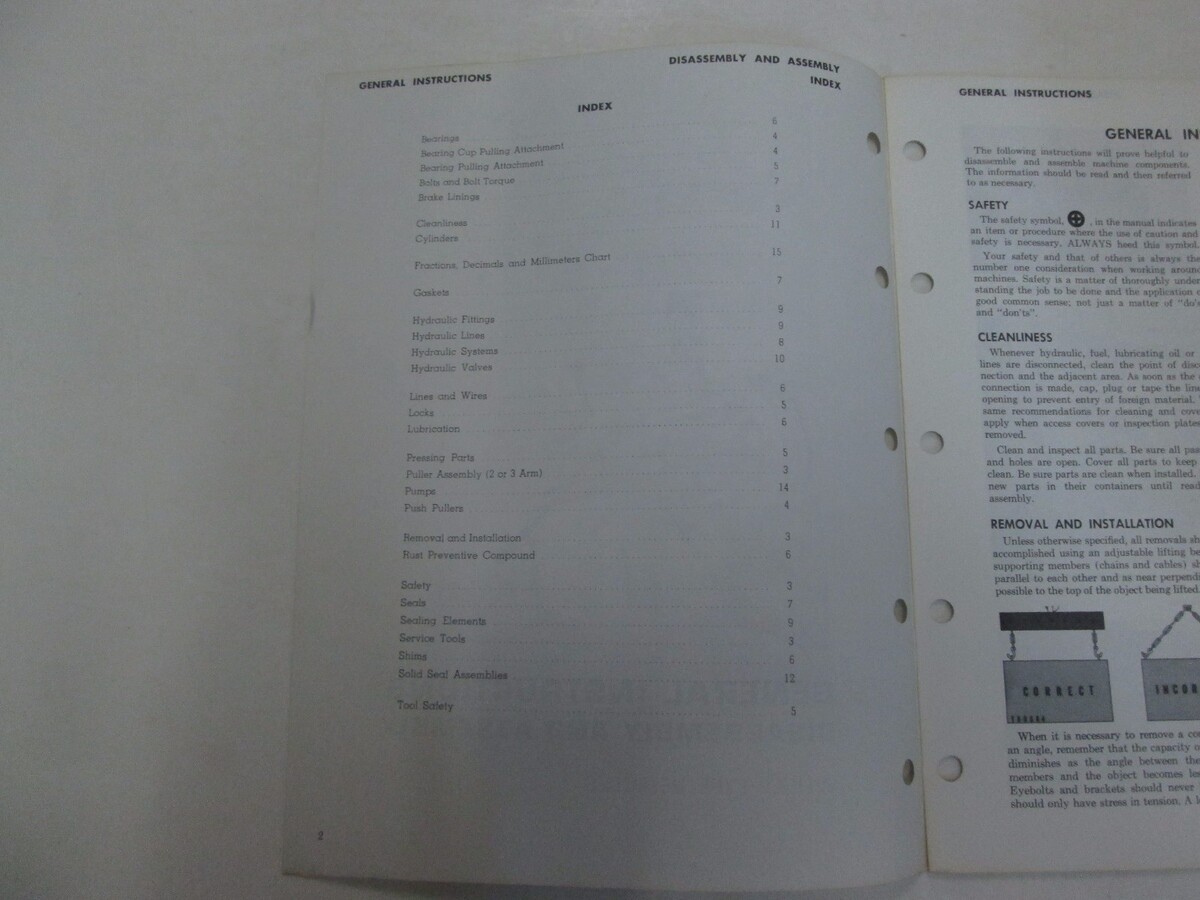 GENERAL INSTRUCTIONS
DISASSEMBLY AND ASSEMBLY
INDEX
INDEX
Bearings 6
Bearing Cup Pulling Attachment 4
Bearing Pulling Attachment 4
Bolts and Bolt Torque 5
Brake Linings 7
Cleanliness 3
Cylinders 11
Fractions, Decimals and Millimeters Chart 15
Gaskets 7
Hydraulic Fittings 9
Hydraulic Lines 9
Hydraulic Systems 8
Hydraulic Valves 10
Lines and Wires 6
Locks 5
Lubrication 6
Pressing Parts 5
Puller Assembly (2 or 3 Arm) 3
Pumps 14
Push Pullers 4
Removal and Installation 3
Rust Preventive Compound 6
Safety 3
Seals 7
Sealing Elements 9
Service Tools 3
Shims 6
Solid Seal Assemblies 12
Tool Safety 5
2
GENERAL INSTRUCTIONS
GENERAL IN
The following instructions will prove helpful to
disassemble and assemble machine components.
The information should be read and then referred
to as necessary.
SAFETY
The safety symbol, , in the manual indicates
an item or procedure where the use of caution and
safety is necessary. ALWAYS heed this symbol.
Your safety and that of others is always the
number one consideration when working around
machines. Safety is a matter of thoroughly under
standing the job to be done and the application o
good common sense; not just a matter of "do's
and "don'ts".
CLEANLINESS
Whenever hydraulic, fuel, lubricating oil or
lines are disconnected, clean the point of disco
nection and the adjacent area. As soon as the
connection is made, cap, plug or tape the line
opening to prevent entry of foreign material.
same recommendations for cleaning and cove
apply when access covers or inspection plates
removed.
Clean and inspect all parts. Be sure all pas
and holes are open. Cover all parts to keep
clean. Be sure parts are clean when installed.
new parts in their containers until read
assembly.
REMOVAL AND INSTALLATION
Unless otherwise specified, all removals sh
accomplished using an adjustable lifting be
supporting members (chains and cables) sh
parallel to each other and as near perpend
possible to the top of the object being lifted.
CORRECT
INCOR
When it is necessary to remove a co
an angle, remember that the capacity o
diminishes as the angle between the
members and the object becomes les
Eyebolts and brackets should never
should only have stress in tension. A l